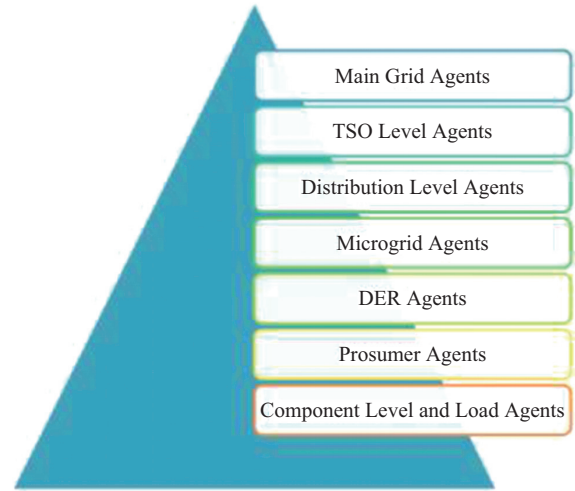 Main Grid Agents
TSO Level Agents
Distribution Level Agents
Microgrid Agents
DER Agents
Prosumer Agents
Component Level and Load Agents